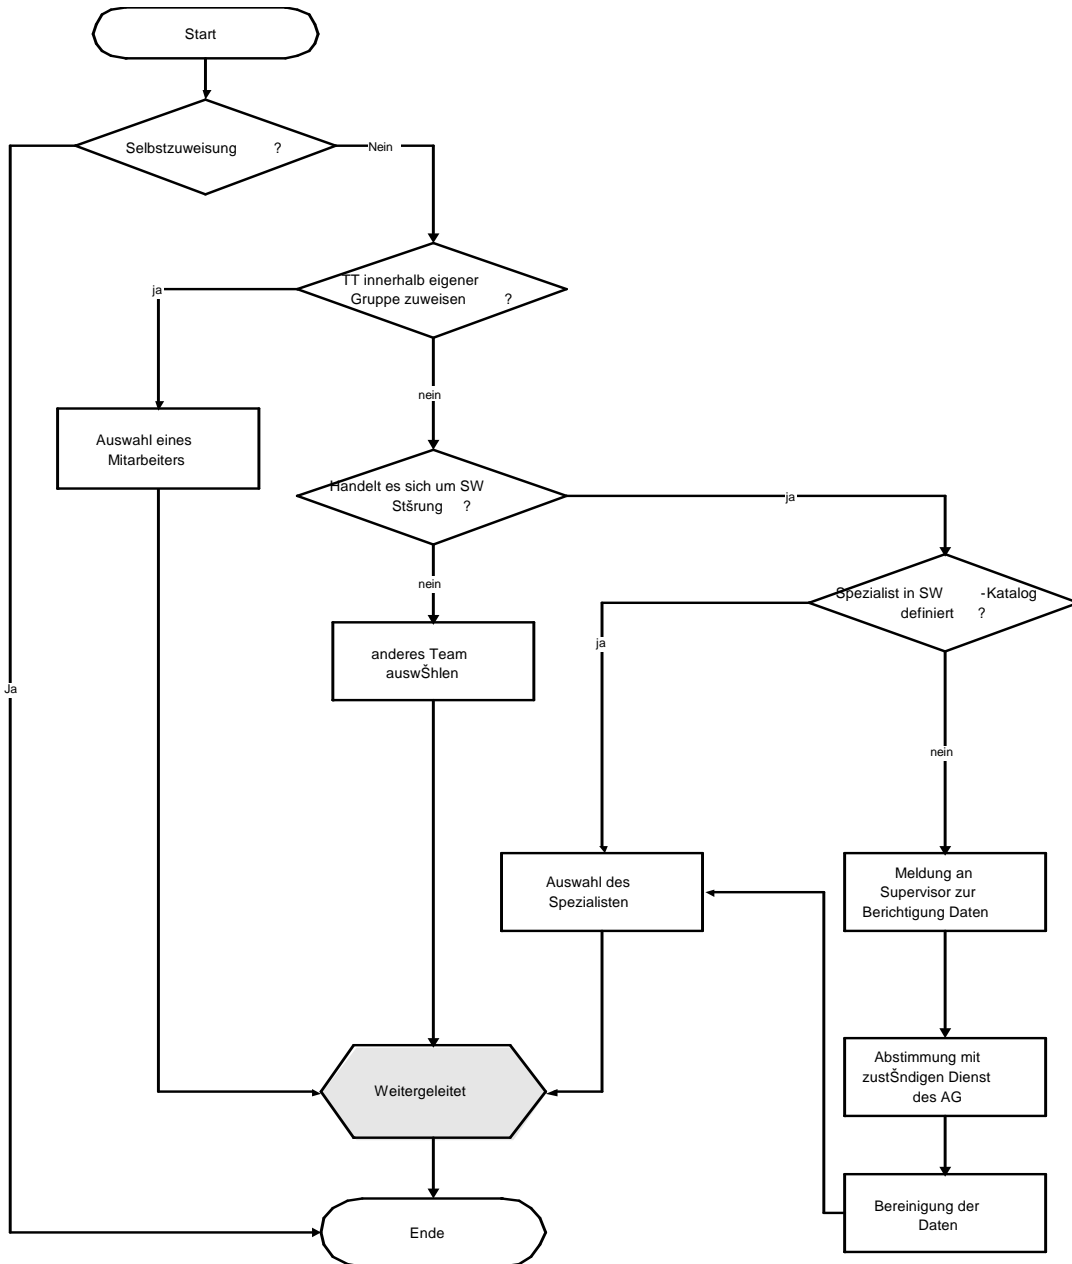 Start
Selbstzuweisung ?
Nein
TT innerhalb eigener
Gruppe zuweisen ?
ja
nein
Auswahl eines
Mitarbeiters
Handelt es sich um SW
Stšrung ?
ja
nein
Spezialist in SW -Katalog
definiert ?
ja
anderes Team
auswŠhlen
Ja
nein
Auswahl des
Spezialisten
Meldung an
Supervisor zur
Berichtigung Daten
Abstimmung mit
zustŠndigen Dienst
des AG
Weitergeleitet
Bereinigung der
Daten
Ende